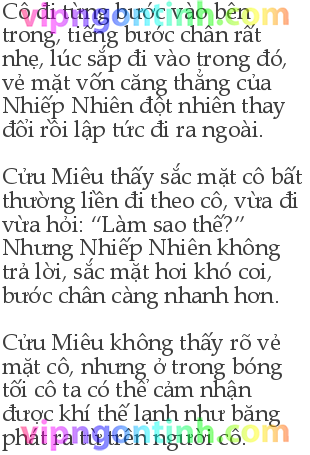 Cô đi từng bước vào bên
trong, tiếng bước chân rất
nhẹ, lúc sắp đi vào trong đó,
vẻ mặt vốn căng thẳng của
Nhiếp Nhiên đột nhiên thay
đổi rồi lập tức đi ra ngoài.
Cửu Miêu thấy sắc mặt cô bất
thường liền đi theo cô, vừa đi
vừa hỏi: “Làm sao thế?”
Nhưng Nhiếp Nhiên không
trả lời, sắc mặt hơi khó coi,
bước chân càng nhanh hơn.
Cửu Miêu không thấy rõ vẻ
mặt cô, nhưng ở trong bóng
tối cô ta có thể cảm nhận
được khí thế lạnh như băng
phát ra từ trên người cô.
vipngontinh.com
vipngontinh.com